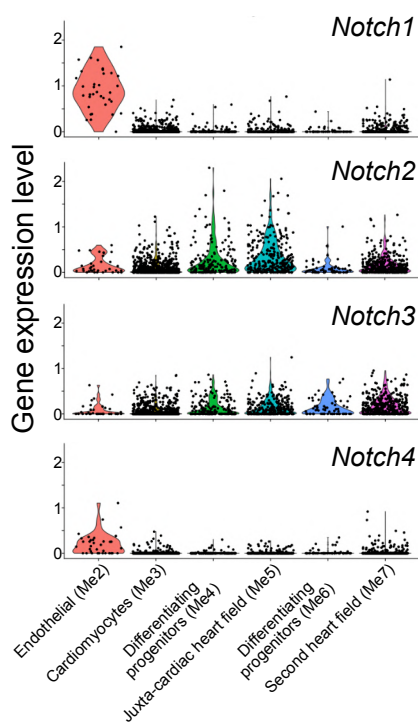 Notch1
2
1
0
Notch2
2
1
0
Notch3
2
1
0
Notch4
2
1
0
Gene expression level
Endothelial (Me2)
Cardiomyocytes (Me3)
Differentiating
progenitors (Me4)
Juxta-cardiac heart field (Me5)
Differentiating
progenitors (Me6)
Second heart field (Me7)